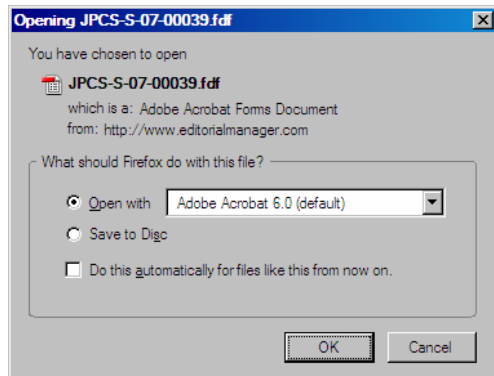 Opening JPCS-S-07-00039.fdf
You have chosen to open
JPCS-S-07-00039.fdf
which is a: Adobe Acrobat Forms Document
from: http://www.editorialmanager.com
What should Firefox do with this file?
Open with Adobe Acrobat 6.0 (default)
Save to Disc
Do this automatically for files like this from now on.
OK Cancel